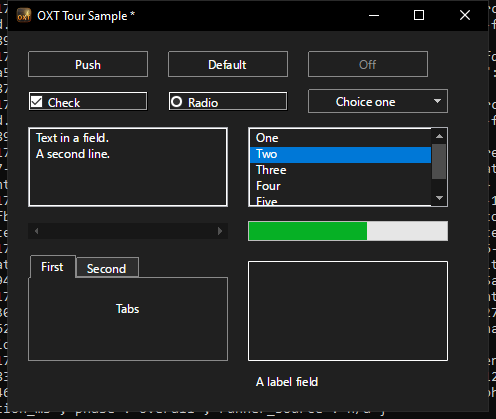 OXT Tour Sample *
Push
Default
Off
Check
Radio
Choice one
Text in a field.
A second line.
One
Two
Three
Four
Five
First
Second
Tabs
A label field